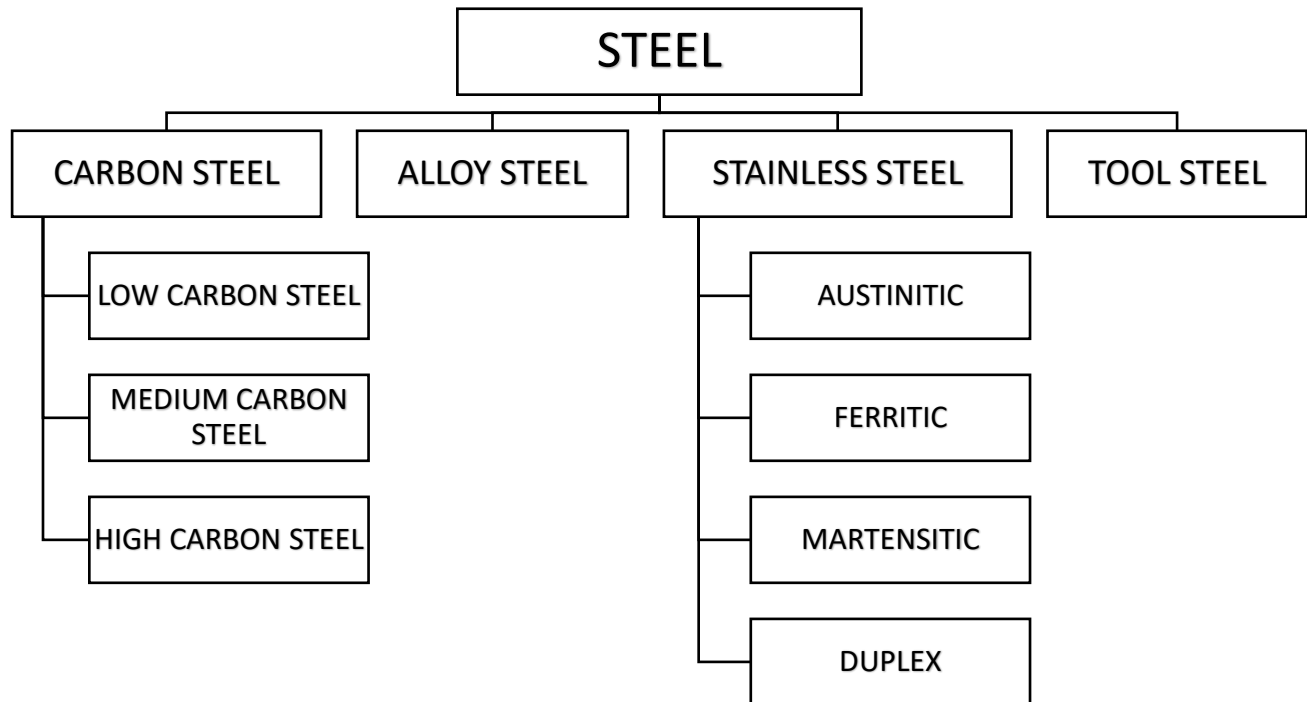 STEEL
CARBON STEEL
ALLOY STEEL
STAINLESS STEEL
TOOL STEEL
LOW CARBON STEEL
MEDIUM CARBON
STEEL
HIGH CARBON STEEL
AUSTINITIC
FERRITIC
MARTENSITIC
DUPLEX